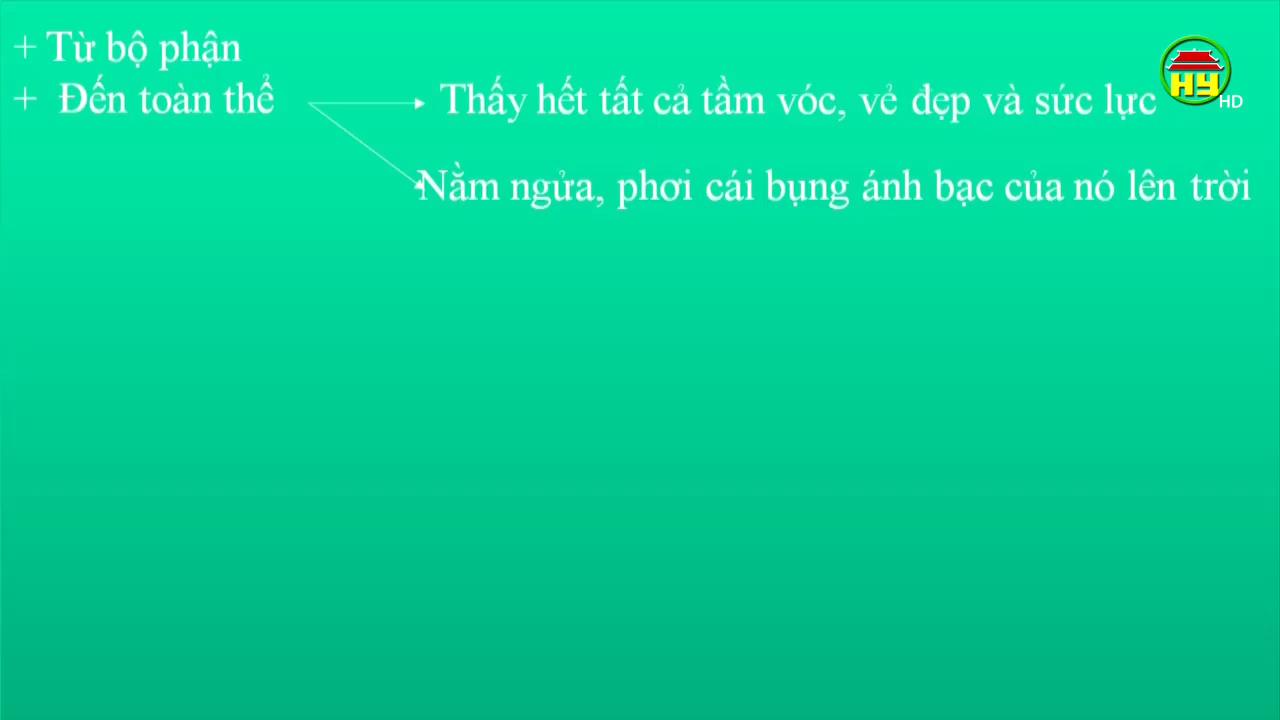 + Từ bộ phận
+ Đến toàn thể
Thấy hết tất cả tầm vóc, vẻ đẹp và sức lực
Nằm ngửa, phơi cái bụng ánh bạc của nó lên trời
HY
HD